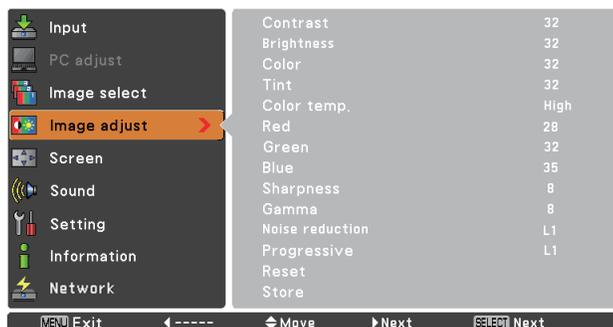 Input
PC adjust
Image select
Image adjust
Screen
Sound
Setting
Information
Network
Contrast 32
Brightness 32
Color 32
Tint 32
Color temp. High
Red 28
Green 32
Blue 35
Sharpness 8
Gamma 8
Noise reduction L1
Progressive L1
Reset
Store
MENU Exit ----- Move Next SELECT Next